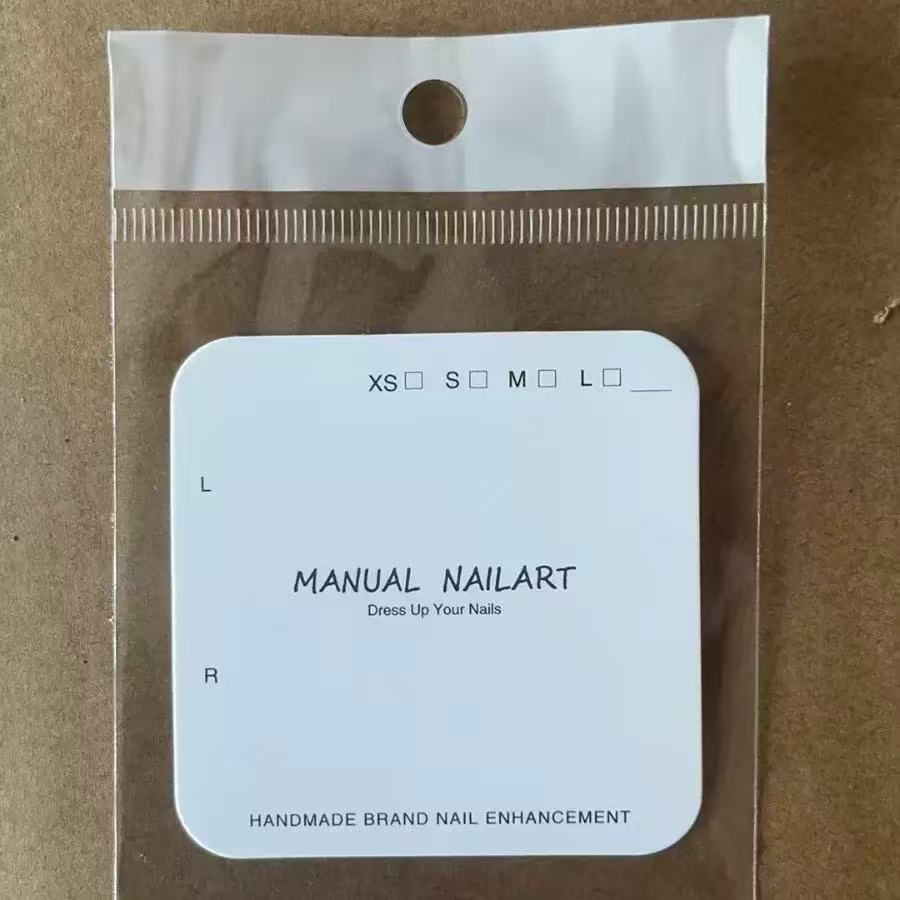 XS□ S□ M□ L□___
L
MANUAL NAILART
Dress Up Your Nails
R
HANDMADE BRAND NAIL ENHANCEMENT